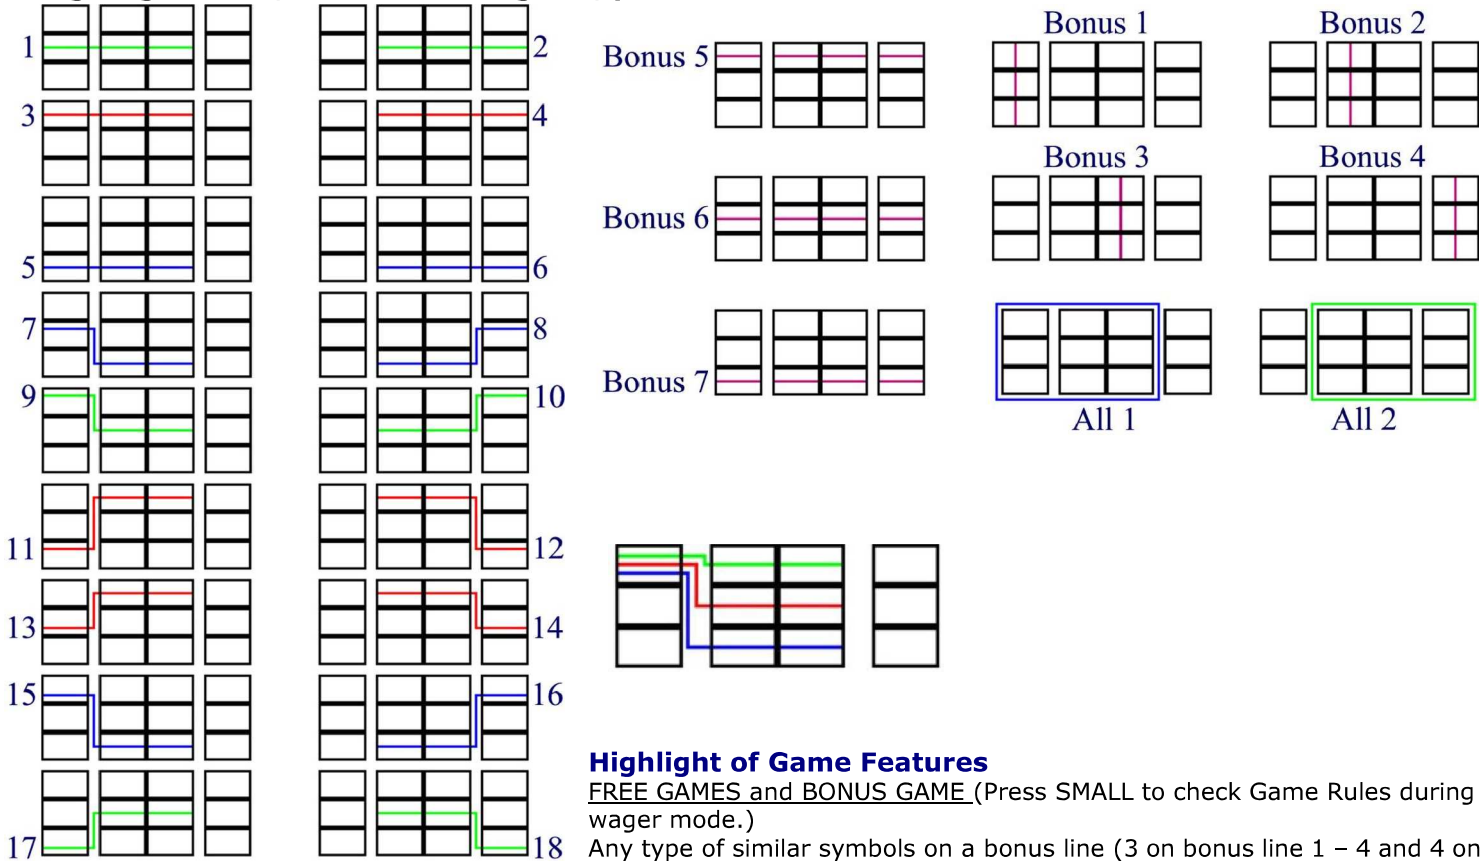 1
2
3
4
5
6
7
8
9
10
11
12
13
14
15
16
17
18
Bonus 5
Bonus 1
Bonus 2
Bonus 6
Bonus 3
Bonus 4
Bonus 7
All 1
All 2
Highlight of Game Features
FREE GAMES and BONUS GAME (Press SMALL to check Game Rules during
wager mode.)
Any type of similar symbols on a bonus line (3 on bonus line 1 – 4 and 4 on